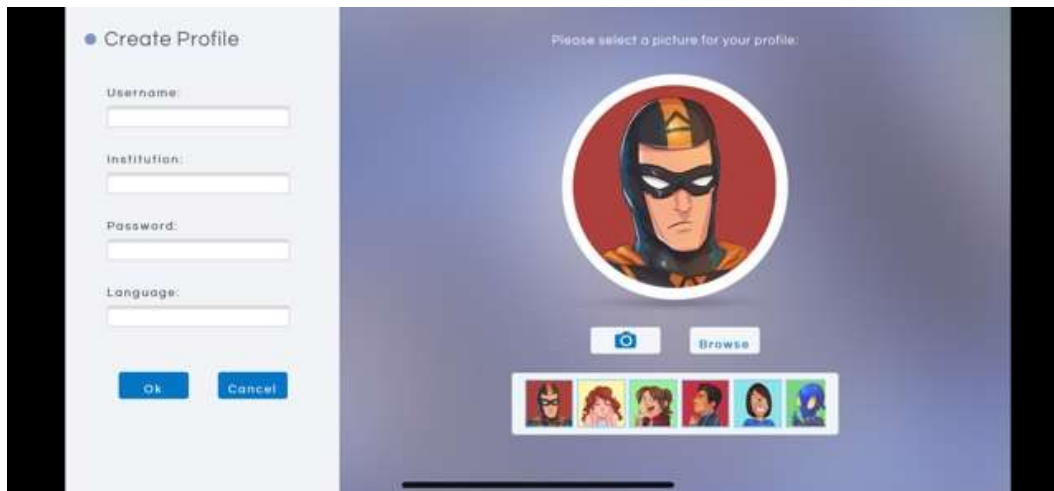 Create Profile
Username:
Institution:
Password:
Language:
Ok
Cancel
Please select a picture for your profile:
Browse